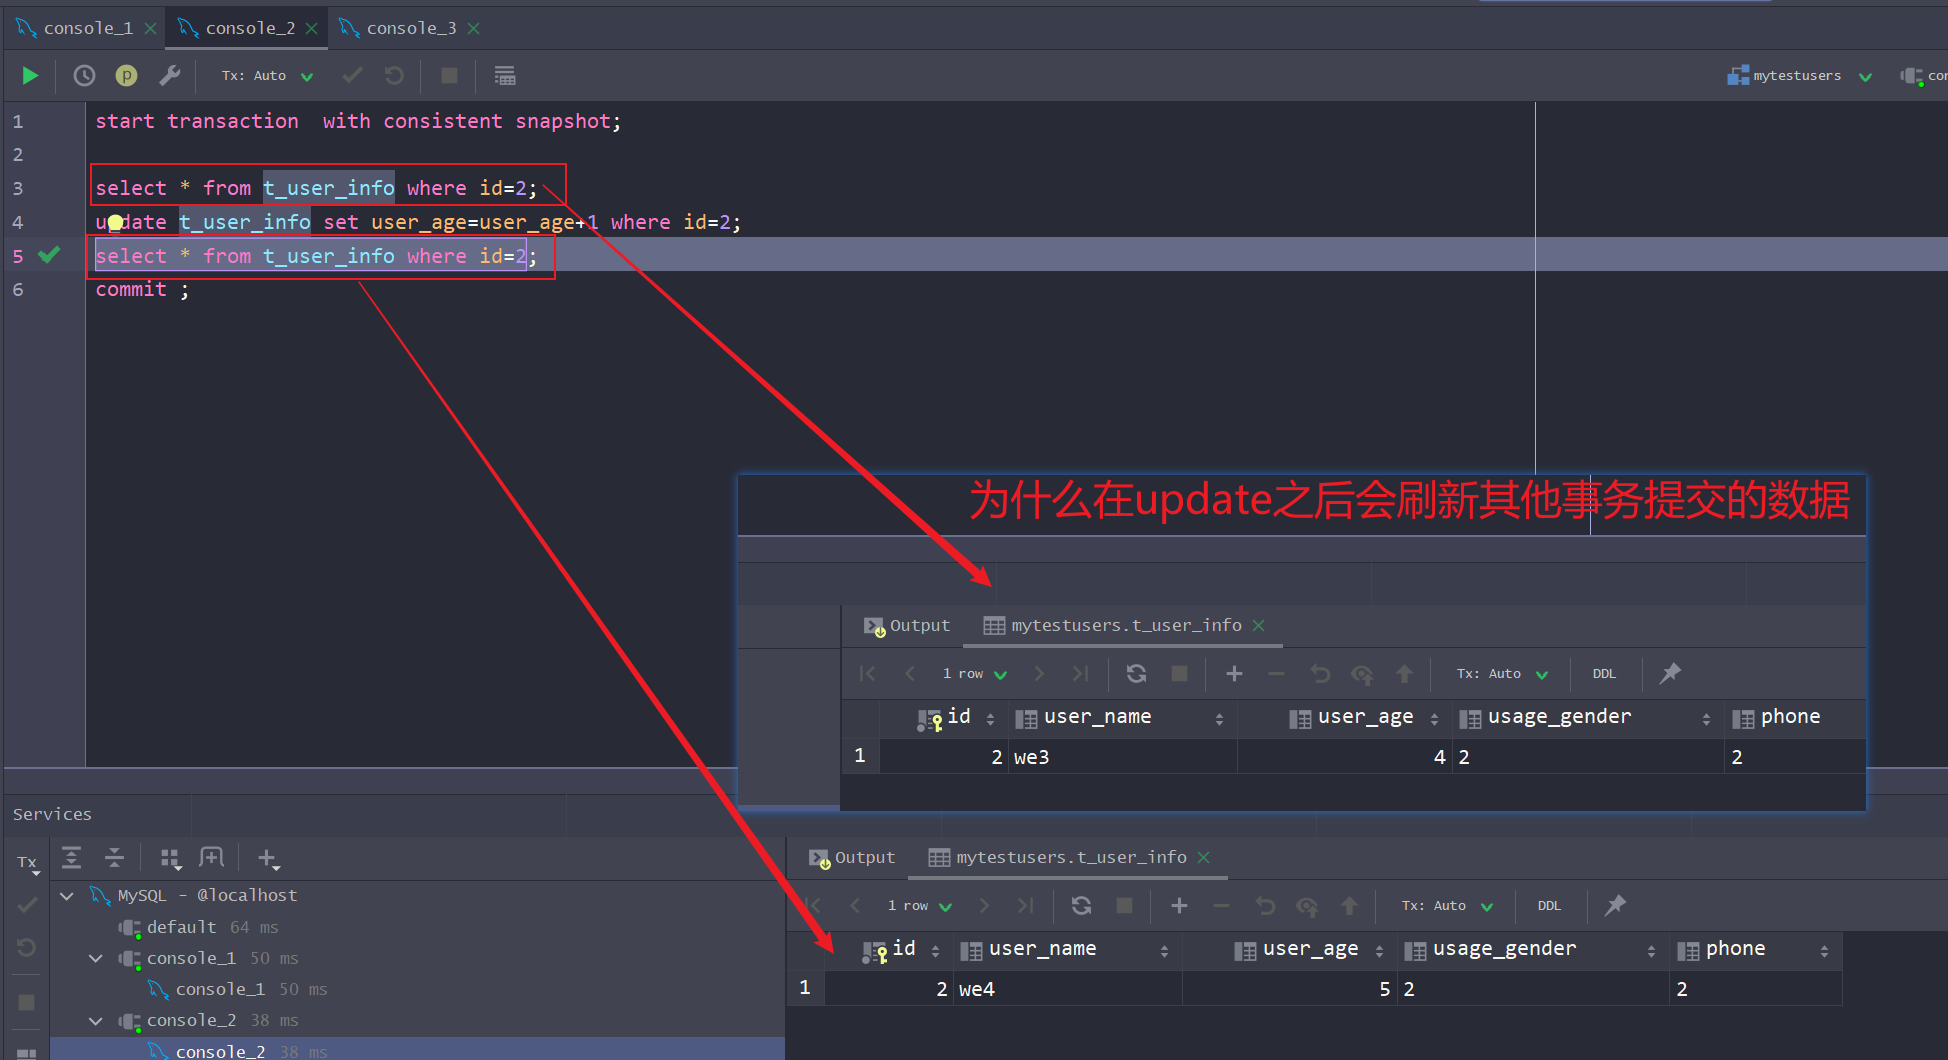 console_1
console_2
console_3
Tx: Auto
mytestusers
con
1 start transaction  with consistent snapshot;
2
3 select * from t_user_info where id=2;
4 update t_user_info set user_age=user_age+1 where id=2;
5 select * from t_user_info where id=2;
6 commit ;
为什么在update之后会刷新其他事务提交的数据
Output mytestusers.t_user_info
1 row Tx: Auto DDL
id user_name user_age usage_gender phone
1 2 we3 4 2 2
Services
Tx
Output mytestusers.t_user_info
MySQL - @localhost
1 row Tx: Auto DDL
default 64 ms
id user_name user_age usage_gender phone
console_1 50 ms
console_1 50 ms
1 2 we4 5 2 2
console_2 38 ms
console_2 38 ms